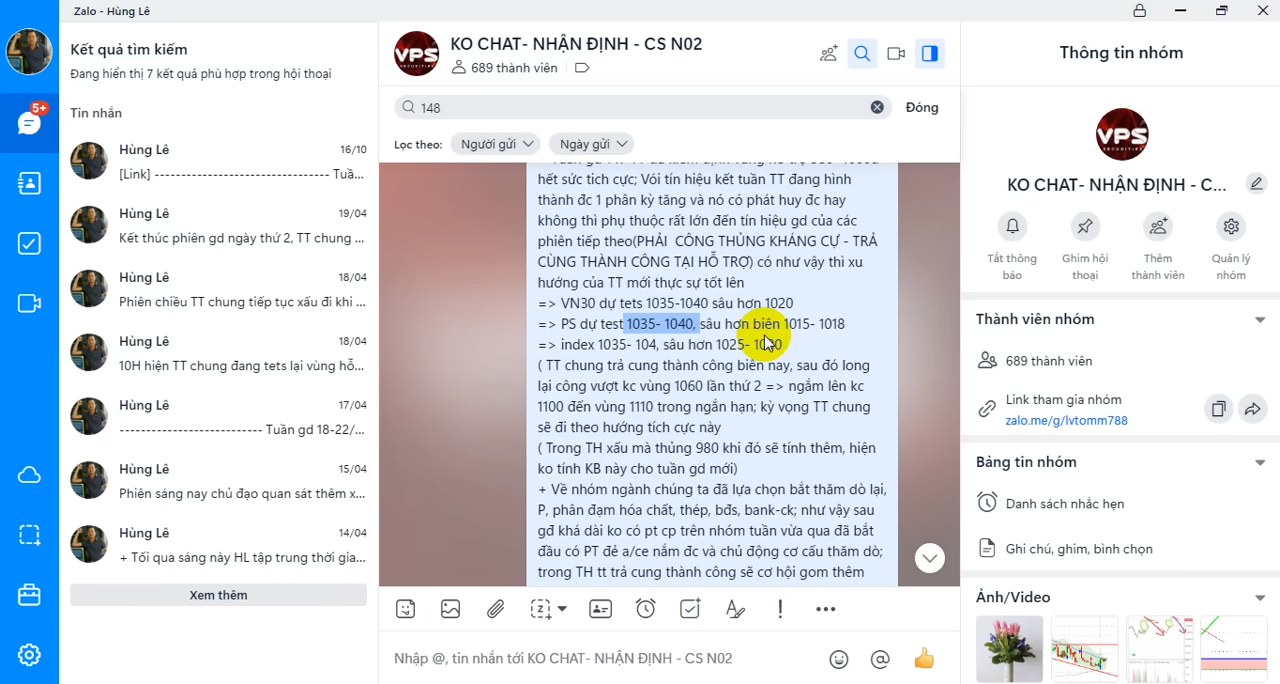 Zalo - Hùng Lê
5+
Kết quả tìm kiếm
Đang hiển thị 7 kết quả phù hợp trong hội thoại
Tin nhắn
Hùng Lê
16/10
[Link] -------------------------------- Tuầ...
Hùng Lê
19/04
Kết thúc phiên gd ngày thứ 2, TT chung ...
Hùng Lê
18/04
Phiên chiều TT chung tiếp tục xấu đi khi ...
Hùng Lê
18/04
10H hiện TT chung đang tets lại vùng hỗ...
Hùng Lê
17/04
-------------------------- Tuần gd 18-22/...
Hùng Lê
15/04
Phiên sáng nay chủ đạo quan sát thêm x...
Hùng Lê
14/04
+ Tối qua sáng này HL tập trung thời gia...
Xem thêm
VPS
SECURITIES
KO CHAT- NHẬN ĐỊNH - CS N02
689 thành viên
148
Đóng
Lọc theo:
Người gửi
Ngày gửi
hết sức tich cực; Vói tín hiệu kết tuần TT đang hình
thành đc 1 phân kỳ tăng và nó có phát huy đc hay
không thì phụ thuộc rất lớn đến tín hiệu gd của các
phiên tiếp theo(PHẢI CÔNG THỦNG KHÁNG CỰ - TRẢ
CÙNG THÀNH CÔNG TẠI HỖ TRỢ) có như vậy thì xu
hướng của TT mới thực sự tốt lên
=> VN30 dự tets 1035-1040 sâu hơn 1020
=> PS dự test 1035- 1040, sâu hơn biên 1015- 1018
=> index 1035- 104, sâu hơn 1025- 1030
( TT chung trả cung thành công biên này, sau đó long
lại công vượt kc vùng 1060 lần thứ 2 => ngắm lên kc
1100 đến vùng 1110 trong ngắn hạn; kỳ vọng TT chung
sẽ đi theo hướng tích cực này
( Trong TH xấu mà thủng 980 khi đó sẽ tính thêm, hiện
ko tính KB này cho tuần gd mới)
+ Về nhóm ngành chúng ta đã lựa chọn bắt thăm dò lại,
P, phân đạm hóa chất, thép, bđs, bank-ck; như vậy sau
gđ khá dài ko có pt cp trên nhóm tuần vừa qua đã bắt
đầu có PT đẻ a/ce nắm đc và chủ động cơ cấu thăm dò;
trong TH tt trả cung thành công sẽ cơ hội gom thêm
Nhập @, tin nhắn tới KO CHAT- NHẬN ĐỊNH - CS N02
Thông tin nhóm
VPS
SECURITIES
KO CHAT- NHẬN ĐỊNH - C...
Tắt thông
báo
Ghim hội
thoại
Thêm
thành viên
Quản lý
nhóm
Thành viên nhóm
689 thành viên
Link tham gia nhóm
zalo.me/g/lvtomm788
Bảng tin nhóm
Danh sách nhắc hẹn
Ghi chú, ghim, bình chọn
Ảnh/Video